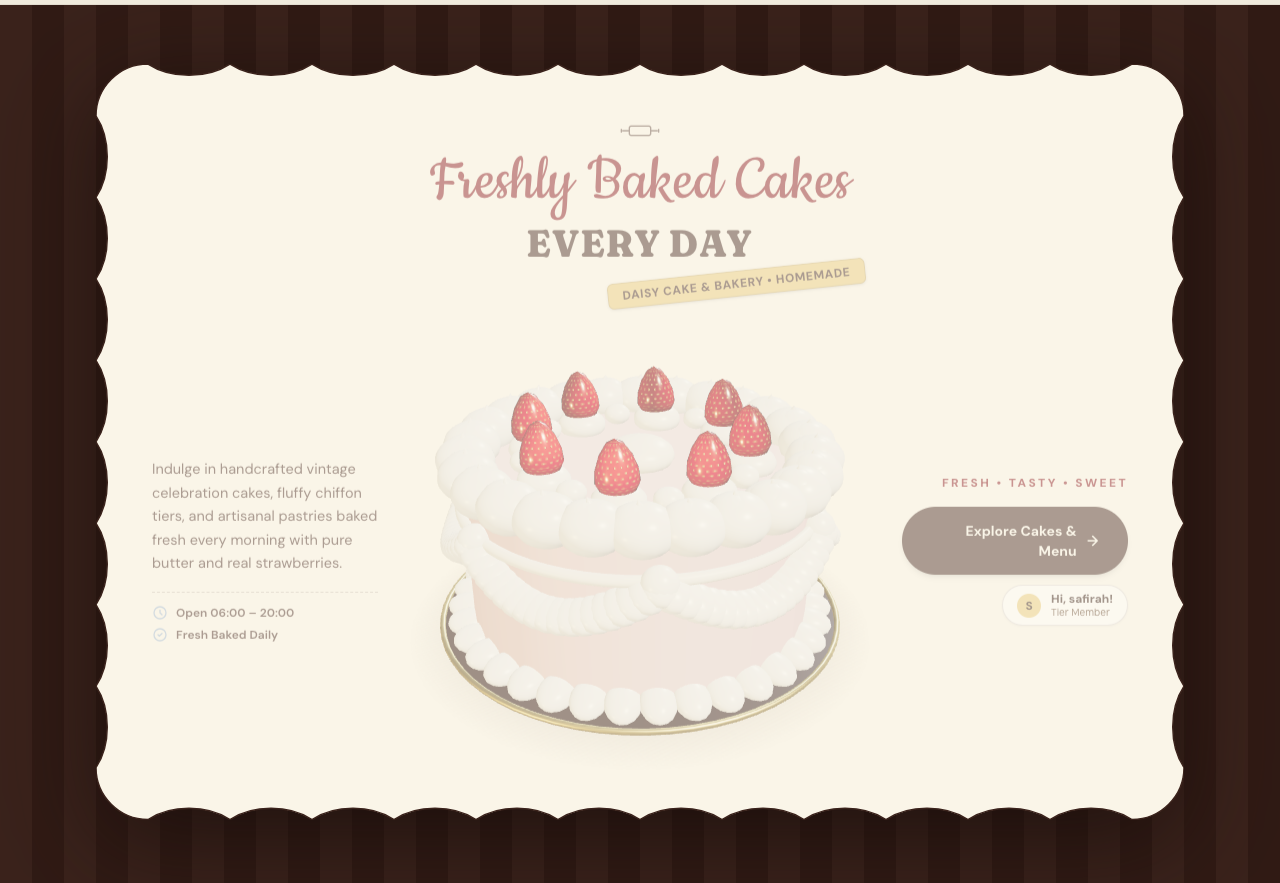 Freshly Baked Cakes
EVERY DAY
DAISY CAKE & BAKERY • HOMEMADE
Indulge in handcrafted vintage
celebration cakes, fluffy chiffon
tiers, and artisanal pastries baked
fresh every morning with pure
butter and real strawberries.
Open 06:00 – 20:00
Fresh Baked Daily
FRESH • TASTY • SWEET
Explore Cakes &
Menu →
S
Hi, safirah!
Tier Member